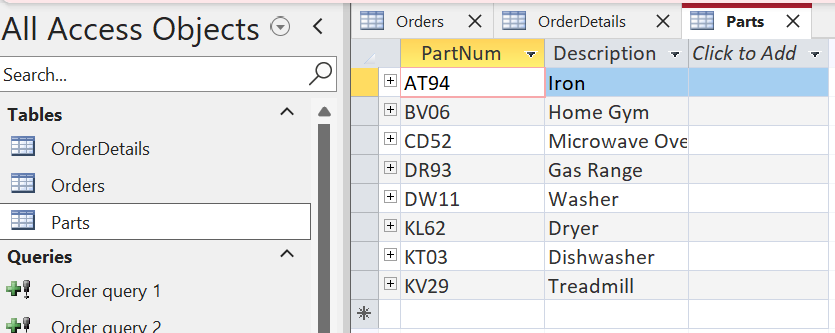 All Access Objects
Search...
Tables
OrderDetails
Orders
Parts
Queries
Order query 1
Order query 2
Orders OrderDetails Parts
PartNum Description Click to Add
AT94 Iron
BV06 Home Gym
CD52 Microwave Ove
DR93 Gas Range
DW11 Washer
KL62 Dryer
KT03 Dishwasher
KV29 Treadmill